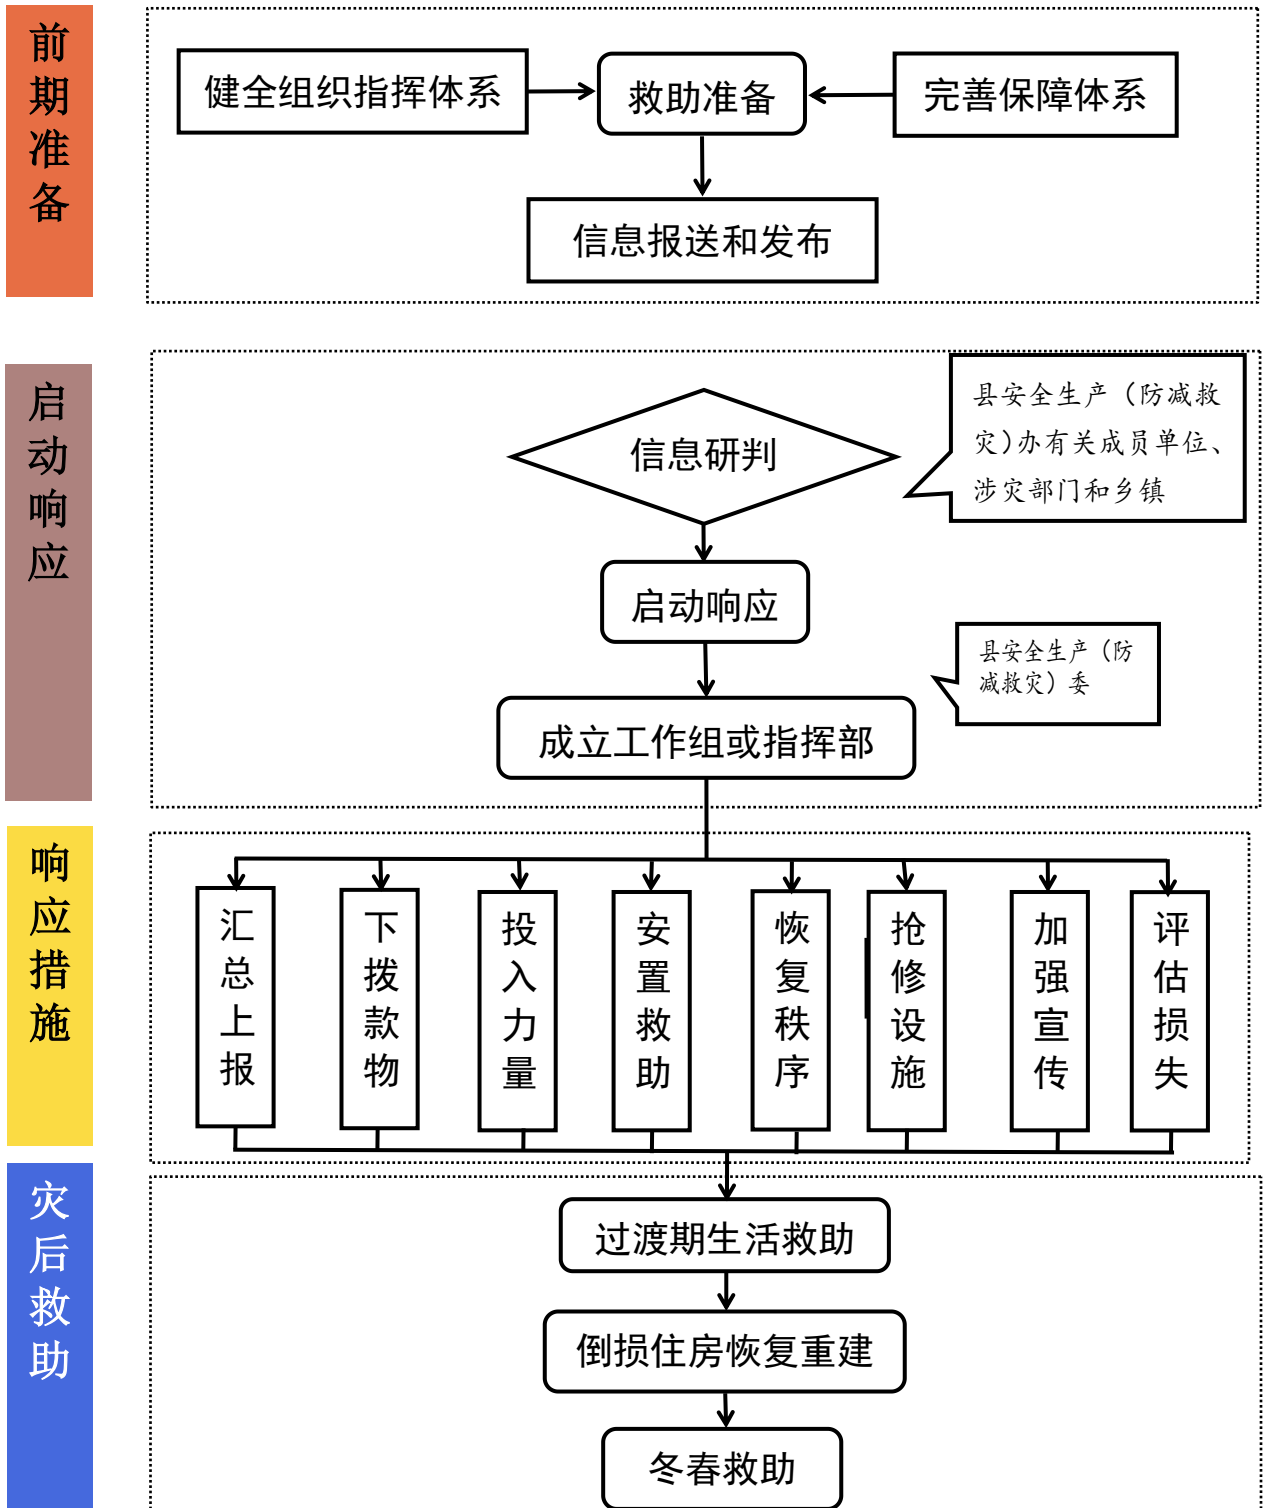 前期准备
健全组织指挥体系
救助准备
完善保障体系
信息报送和发布
启动响应
信息研判
县安全生产（防减救
灾）办有关成员单位、
涉灾部门和乡镇
启动响应
县安全生产（防
减救灾）委
成立工作组或指挥部
响应措施
汇总上报
下拨款物
投入力量
安置救助
恢复秩序
抢修设施
加强宣传
评估损失
灾后救助
过渡期生活救助
倒损住房恢复重建
冬春救助